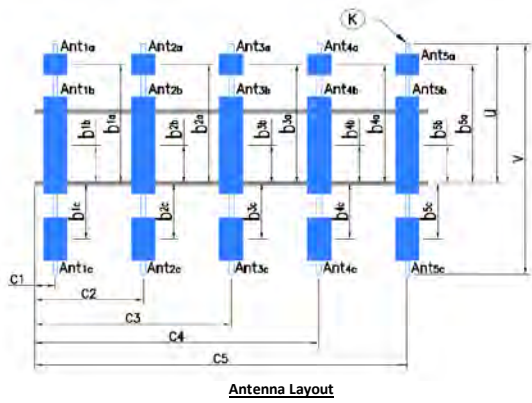 K
Ant1a Ant2a Ant3a Ant4a Ant5a
Ant1b Ant2b Ant3b Ant4b Ant5b
b1b b1a b2b b2a b3b b3a b4b b4a b5b b5a U V
b1c b2c b3c b4c b5c
Ant1c Ant2c Ant3c Ant4c Ant5c
C1
C2
C3
C4
C5
Antenna Layout